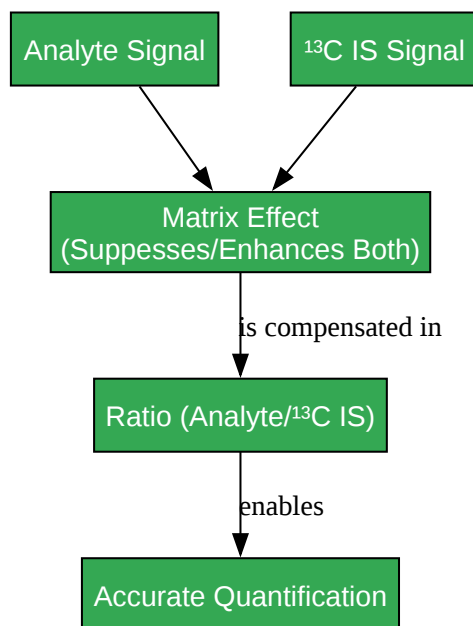 Analyte Signal
¹³C IS Signal
Matrix Effect
(Suppesses/Enhances Both)
is compensated in
Ratio (Analyte/¹³C IS)
enables
Accurate Quantification